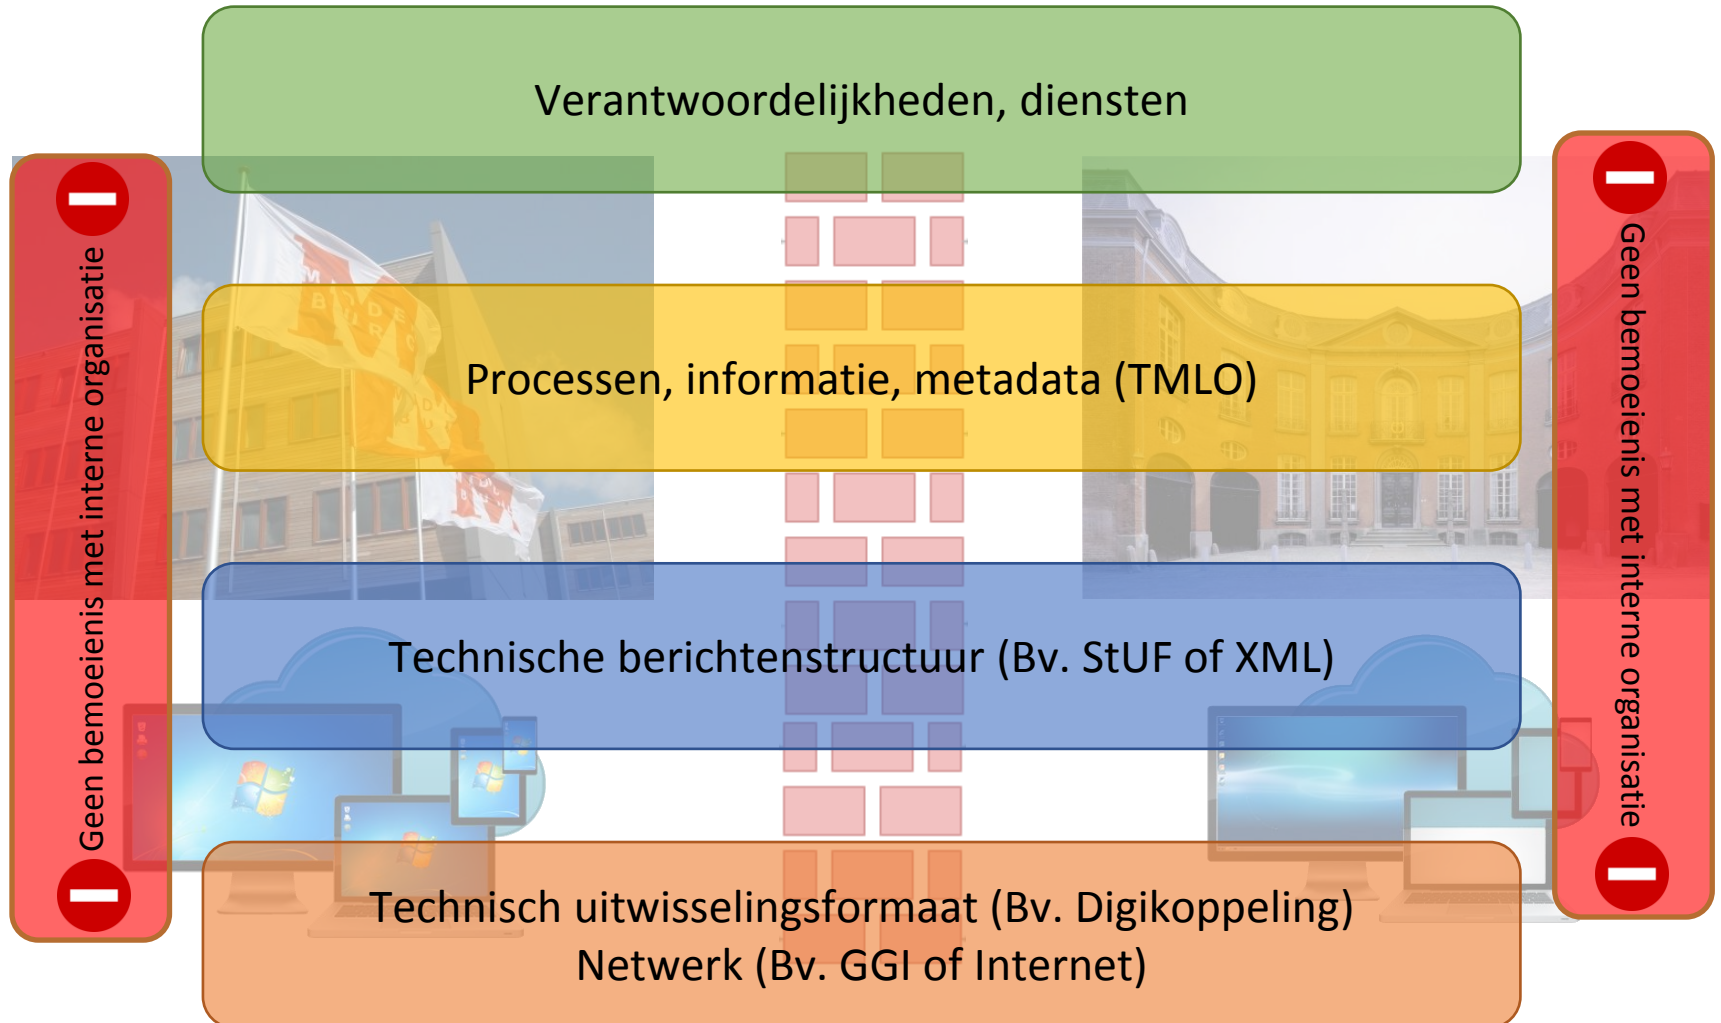 Verantwoordelijkheden, diensten
Geen bemoeienis met interne organisatie
Processen, informatie, metadata (TMLO)
Geen bemoeienis met interne organisatie
Technische berichtenstructuur (Bv. StUF of XML)
Technisch uitwisselingsformaat (Bv. Digikoppeling)
Netwerk (Bv. GGI of Internet)